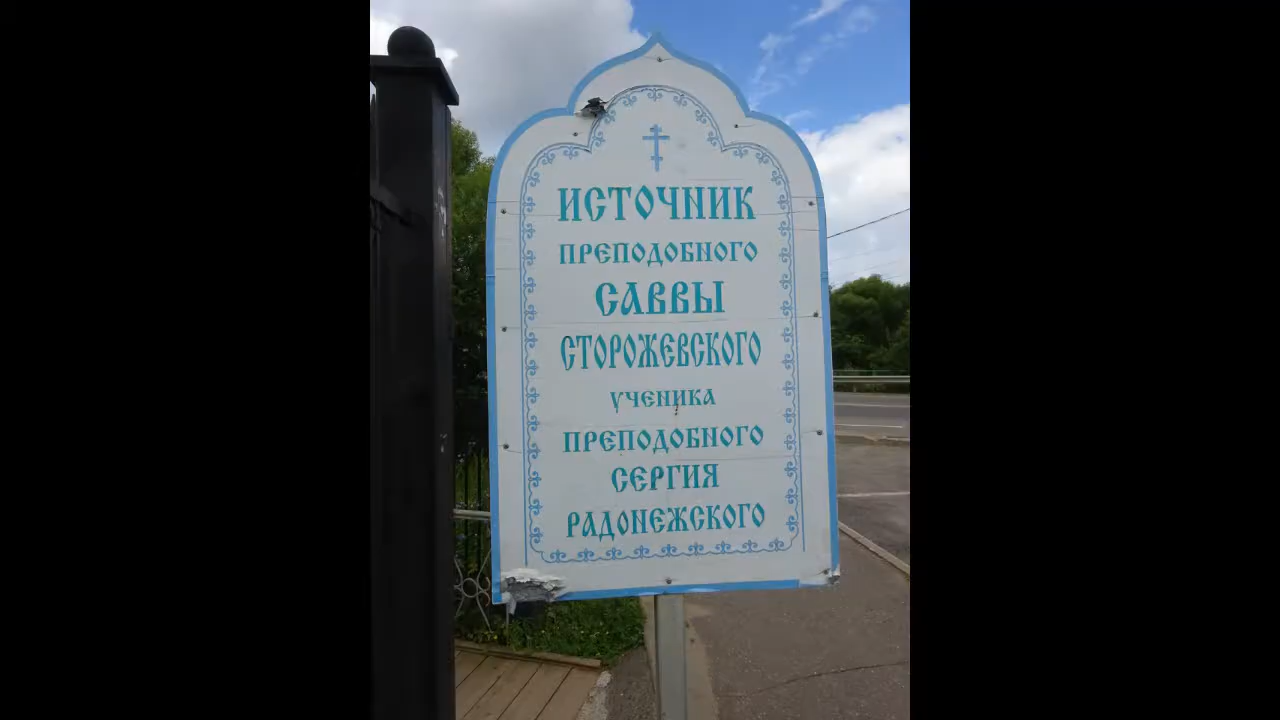 ИСТОЧНИК
ПРЕПОДОБНОГО
САВВЫ
СТОРОЖЕВСКОГО
УЧЕНИКА
ПРЕПОДОБНОГО
СЕРГИЯ
РАДОНЕЖСКОГО